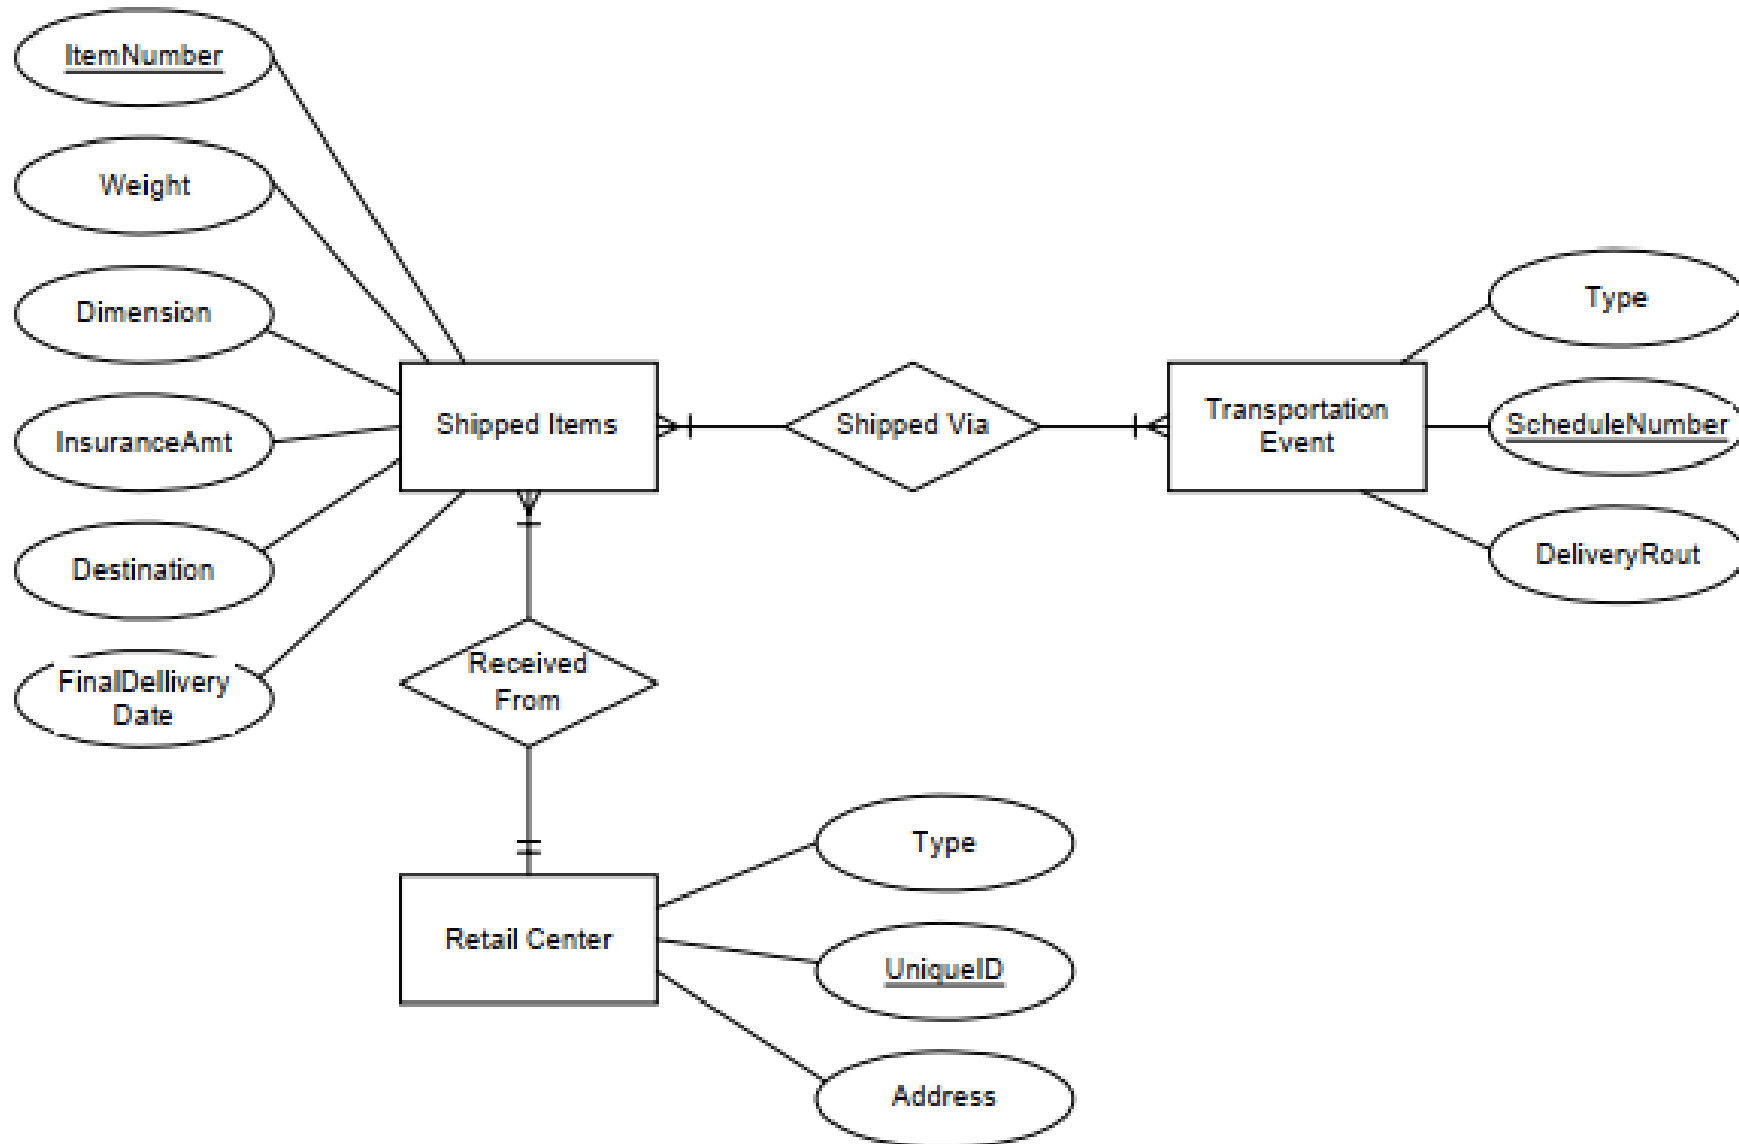 ItemNumber
Weight
Dimension
InsuranceAmt
Destination
FinalDellivery
Date
Shipped Items
Shipped Via
Transportation
Event
Type
ScheduleNumber
DeliveryRout
Received
From
Retail Center
Type
UniqueID
Address